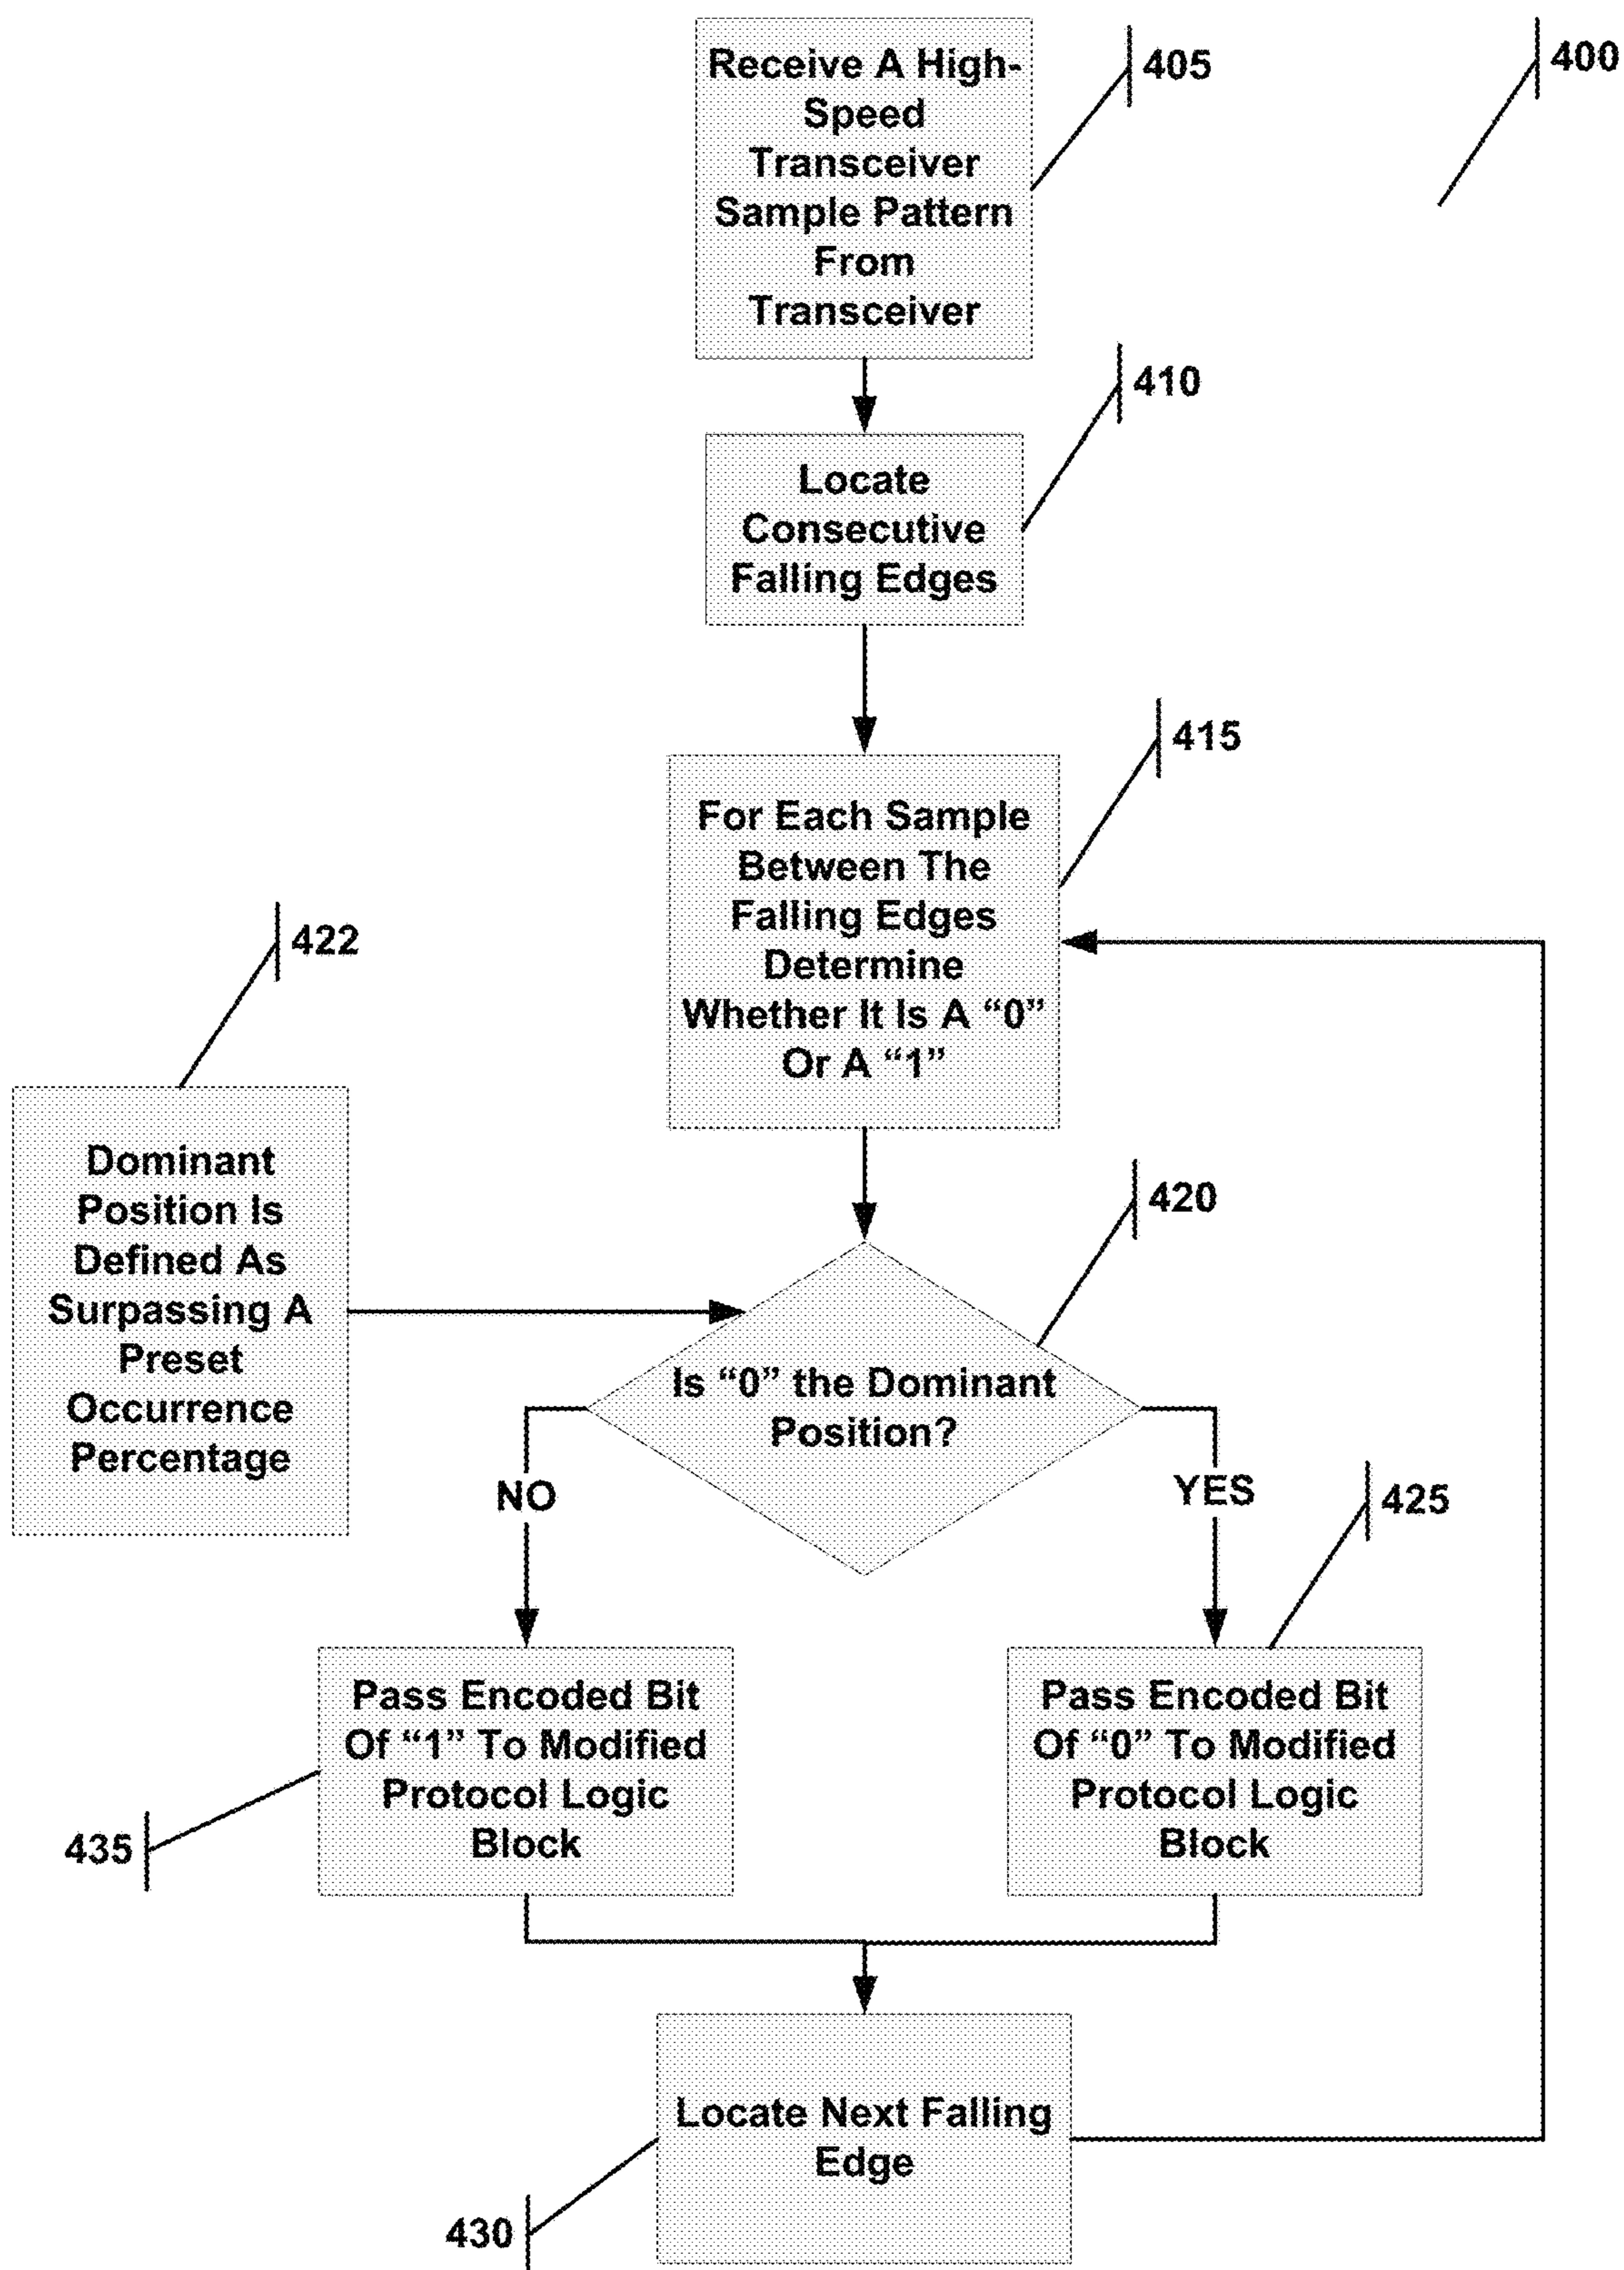 Receive A High-
Speed
Transceiver
Sample Pattern
From
Transceiver
405
400
Locate
Consecutive
Falling Edges
410
For Each Sample
Between The
Falling Edges
Determine
Whether It Is A “0”
Or A “1”
415
422
Dominant
Position Is
Defined As
Surpassing A
Preset
Occurrence
Percentage
420
Is “0” the Dominant
Position?
NO
YES
425
Pass Encoded Bit
Of “1” To Modified
Protocol Logic
Block
435
Pass Encoded Bit
Of “0” To Modified
Protocol Logic
Block
Locate Next Falling
Edge
430